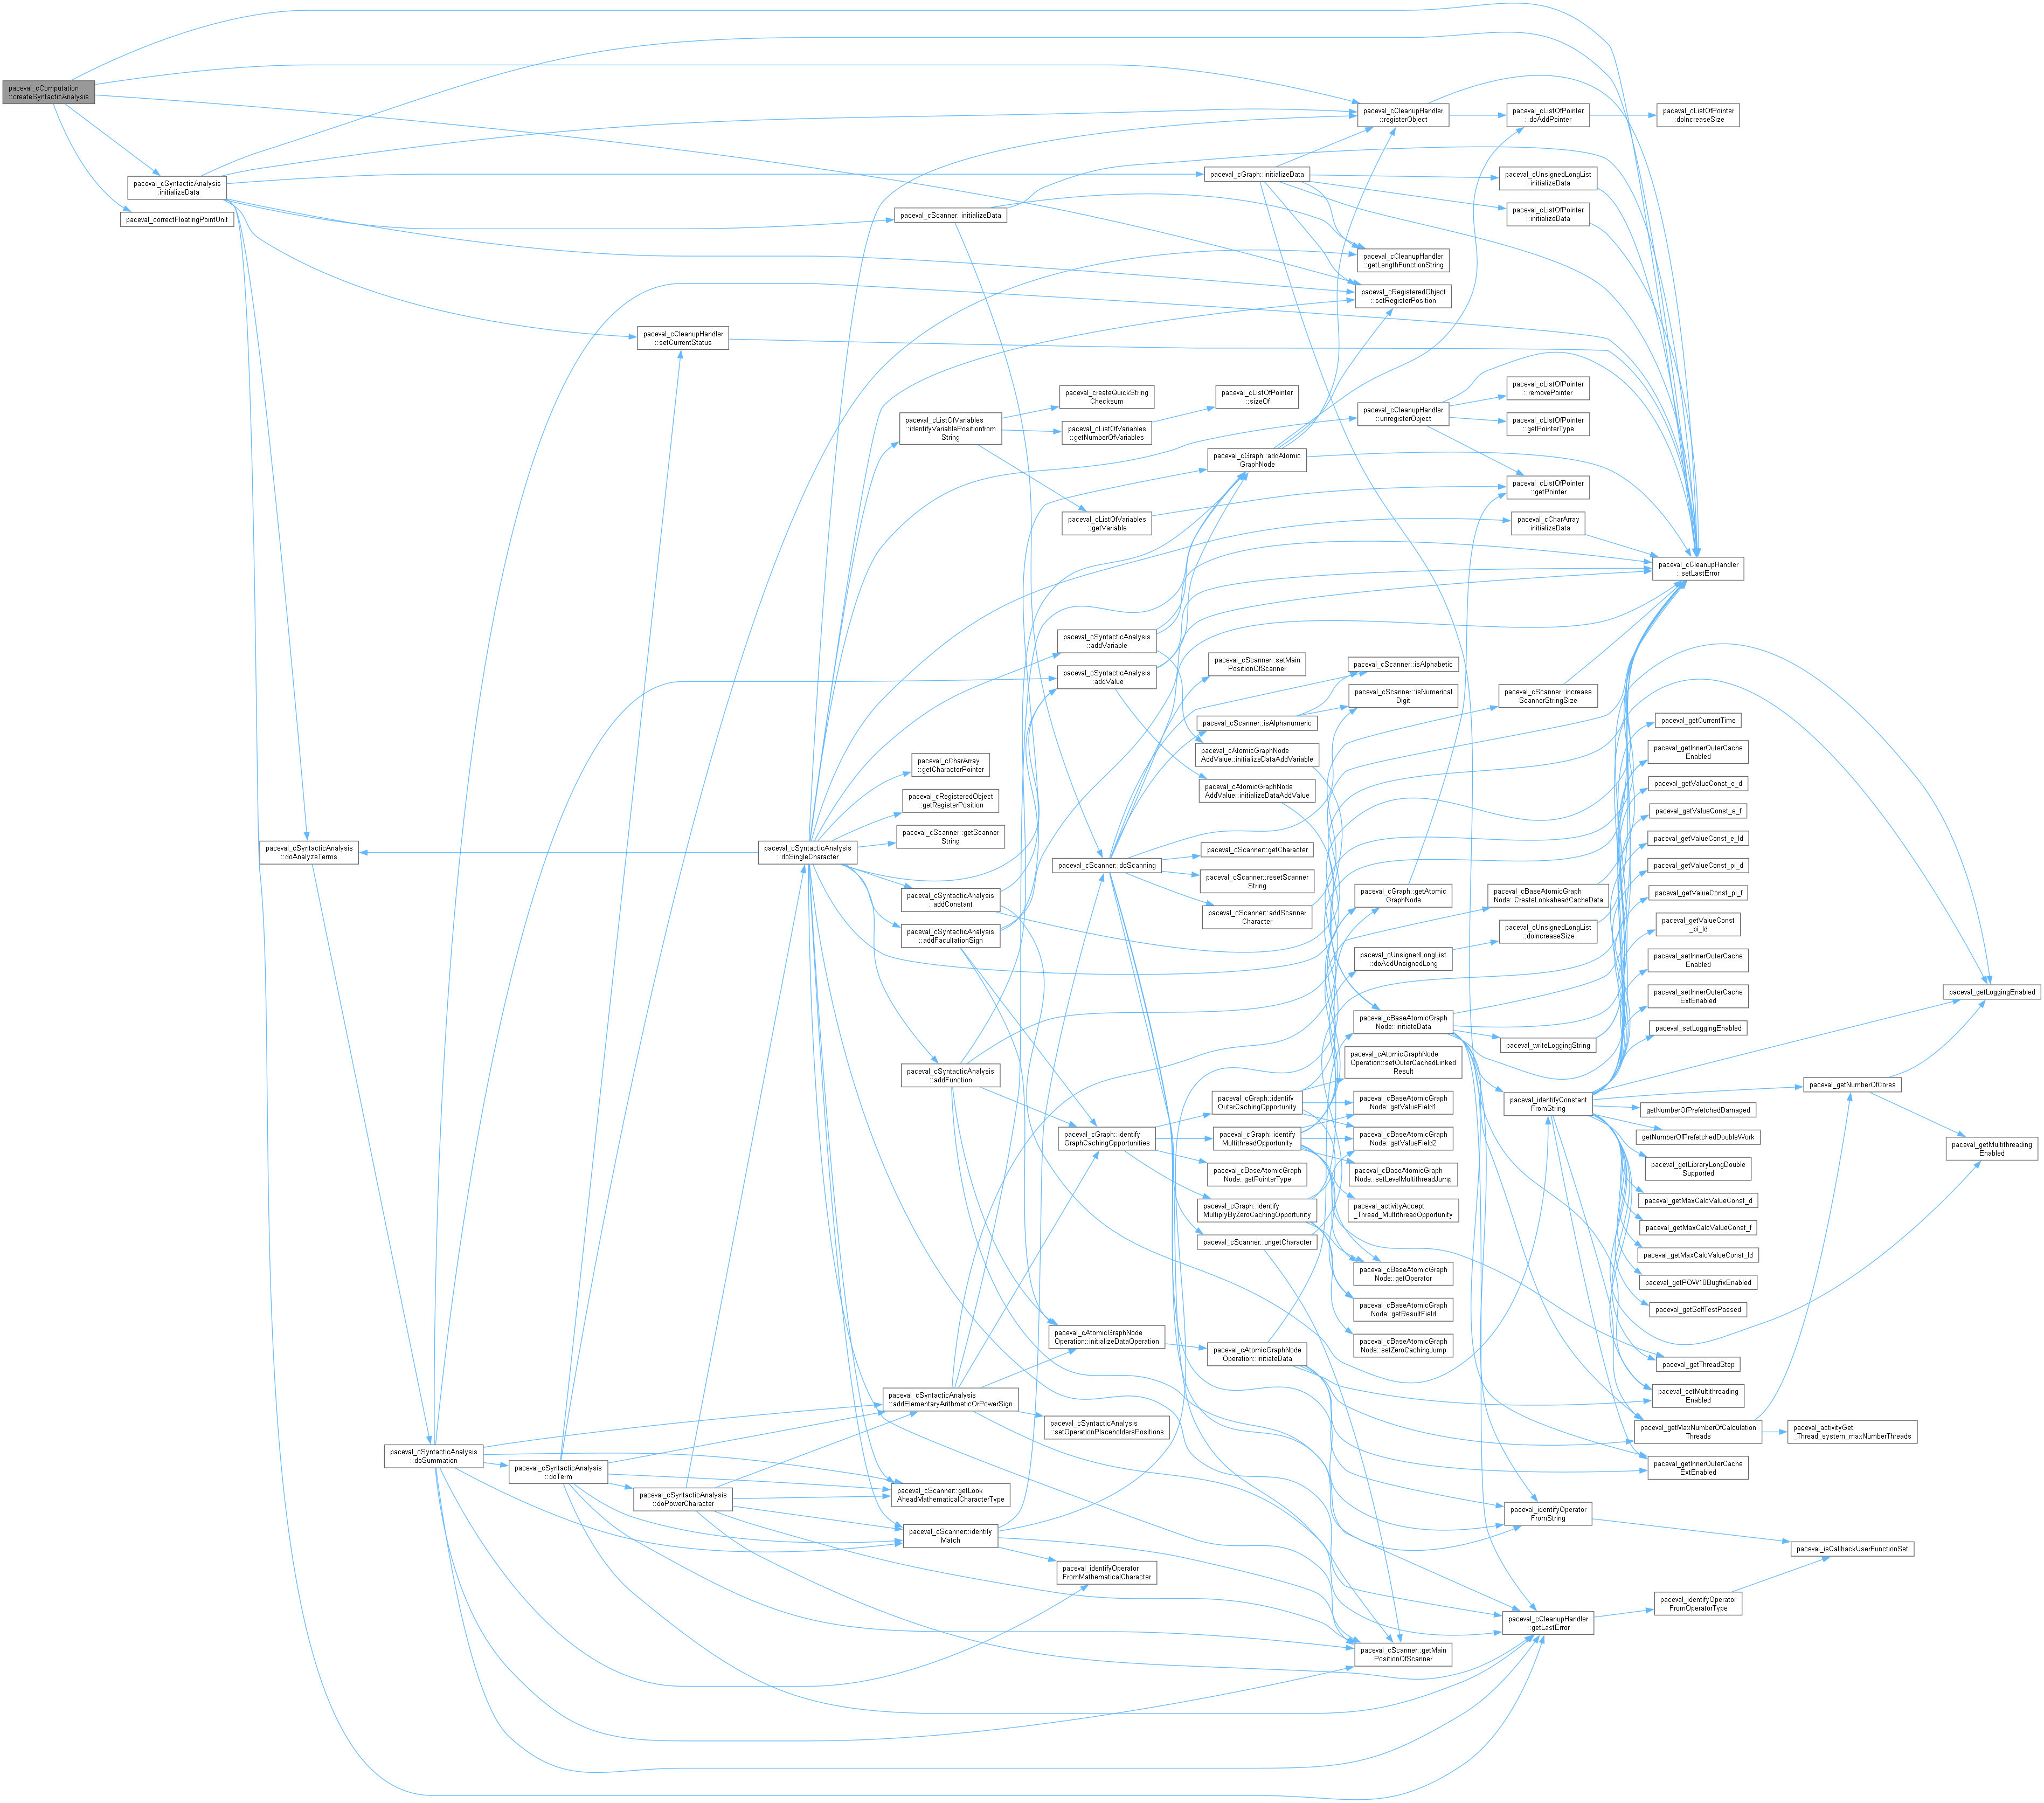 paceval_cComputation
::createSyntacticAnalysis
paceval_cSyntacticAnalysis
::initializeData
paceval_correctFloatingPointUnit
paceval_cSyntacticAnalysis
::doAnalyzeTerms
paceval_cSyntacticAnalysis
::doSummation
paceval_cSyntacticAnalysis
::doTerm
paceval_cCleanupHandler
::setCurrentStatus
paceval_cSyntacticAnalysis
::doPowerCharacter
paceval_cSyntacticAnalysis
::doSingleCharacter
paceval_cScanner::initializeData
paceval_cListOfVariables
::identifyVariablePositionfrom
String
paceval_cCharArray
::getCharacterPointer
paceval_cRegisteredObject
::getRegisterPosition
paceval_cScanner::getScanner
String
paceval_cSyntacticAnalysis
::addConstant
paceval_cSyntacticAnalysis
::addFacultationSign
paceval_cSyntacticAnalysis
::addFunction
paceval_cSyntacticAnalysis
::addElementaryArithmeticOrPowerSign
paceval_cScanner::getLook
AheadMathematicalCharacterType
paceval_cScanner::identify
Match
paceval_createQuickString
Checksum
paceval_cListOfVariables
::getNumberOfVariables
paceval_cListOfVariables
::getVariable
paceval_cSyntacticAnalysis
::addVariable
paceval_cSyntacticAnalysis
::addValue
paceval_cScanner::doScanning
paceval_cGraph::identify
GraphCachingOpportunities
paceval_cAtomicGraphNode
Operation::initializeDataOperation
paceval_cSyntacticAnalysis
::setOperationPlaceholdersPositions
paceval_identifyOperator
FromMathematicalCharacter
paceval_cGraph::initializeData
paceval_cListOfPointer
::sizeOf
paceval_cGraph::addAtomic
GraphNode
paceval_cScanner::setMain
PositionOfScanner
paceval_cScanner::isAlphanumeric
paceval_cAtomicGraphNode
AddValue::initializeDataAddVariable
paceval_cAtomicGraphNode
AddValue::initializeDataAddValue
paceval_cScanner::getCharacter
paceval_cScanner::resetScanner
String
paceval_cScanner::addScanner
Character
paceval_cGraph::identify
OuterCachingOpportunity
paceval_cGraph::identify
MultithreadOpportunity
paceval_cBaseAtomicGraph
Node::getPointerType
paceval_cGraph::identify
MultiplyByZeroCachingOpportunity
paceval_cScanner::ungetCharacter
paceval_cAtomicGraphNode
Operation::initiateData
paceval_cCleanupHandler
::registerObject
paceval_cCleanupHandler
::getLengthFunctionString
paceval_cRegisteredObject
::setRegisterPosition
paceval_cCleanupHandler
::unregisterObject
paceval_cScanner::isAlphabetic
paceval_cScanner::isNumerical
Digit
paceval_cGraph::getAtomic
GraphNode
paceval_cUnsignedLongList
::doAddUnsignedLong
paceval_cBaseAtomicGraph
Node::initiateData
paceval_cAtomicGraphNode
Operation::setOuterCachedLinked
Result
paceval_cBaseAtomicGraph
Node::getValueField1
paceval_cBaseAtomicGraph
Node::getValueField2
paceval_cBaseAtomicGraph
Node::setLevelMultithreadJump
paceval_activityAccept
_Thread_MultithreadOpportunity
paceval_cBaseAtomicGraph
Node::getOperator
paceval_cBaseAtomicGraph
Node::getResultField
paceval_cBaseAtomicGraph
Node::setZeroCachingJump
paceval_cScanner::getMain
PositionOfScanner
paceval_cListOfPointer
::doAddPointer
paceval_cUnsignedLongList
::initializeData
paceval_cListOfPointer
::initializeData
paceval_cListOfPointer
::removePointer
paceval_cListOfPointer
::getPointerType
paceval_cListOfPointer
::getPointer
paceval_cCharArray
::initializeData
paceval_cScanner::increase
ScannerStringSize
paceval_cBaseAtomicGraph
Node::CreateLookaheadCacheData
paceval_cUnsignedLongList
::doIncreaseSize
paceval_writeLoggingString
paceval_identifyConstant
FromString
paceval_identifyOperator
FromString
paceval_cCleanupHandler
::getLastError
paceval_cListOfPointer
::doIncreaseSize
paceval_cCleanupHandler
::setLastError
paceval_getCurrentTime
paceval_getInnerOuterCache
Enabled
paceval_getValueConst_e_d
paceval_getValueConst_e_f
paceval_getValueConst_e_ld
paceval_getValueConst_pi_d
paceval_getValueConst_pi_f
paceval_getValueConst
_pi_ld
paceval_setInnerOuterCache
Enabled
paceval_setInnerOuterCache
ExtEnabled
paceval_setLoggingEnabled
getNumberOfPrefetchedDamaged
getNumberOfPrefetchedDoubleWork
paceval_getLibraryLongDouble
Supported
paceval_getMaxCalcValueConst_d
paceval_getMaxCalcValueConst_f
paceval_getMaxCalcValueConst_ld
paceval_getPOW10BugfixEnabled
paceval_getSelfTestPassed
paceval_getThreadStep
paceval_setMultithreading
Enabled
paceval_getMaxNumberOfCalculation
Threads
paceval_getInnerOuterCache
ExtEnabled
paceval_identifyOperator
FromOperatorType
paceval_getNumberOfCores
paceval_activityGet
_Thread_system_maxNumberThreads
paceval_isCallbackUserFunctionSet
paceval_getLoggingEnabled
paceval_getMultithreading
Enabled